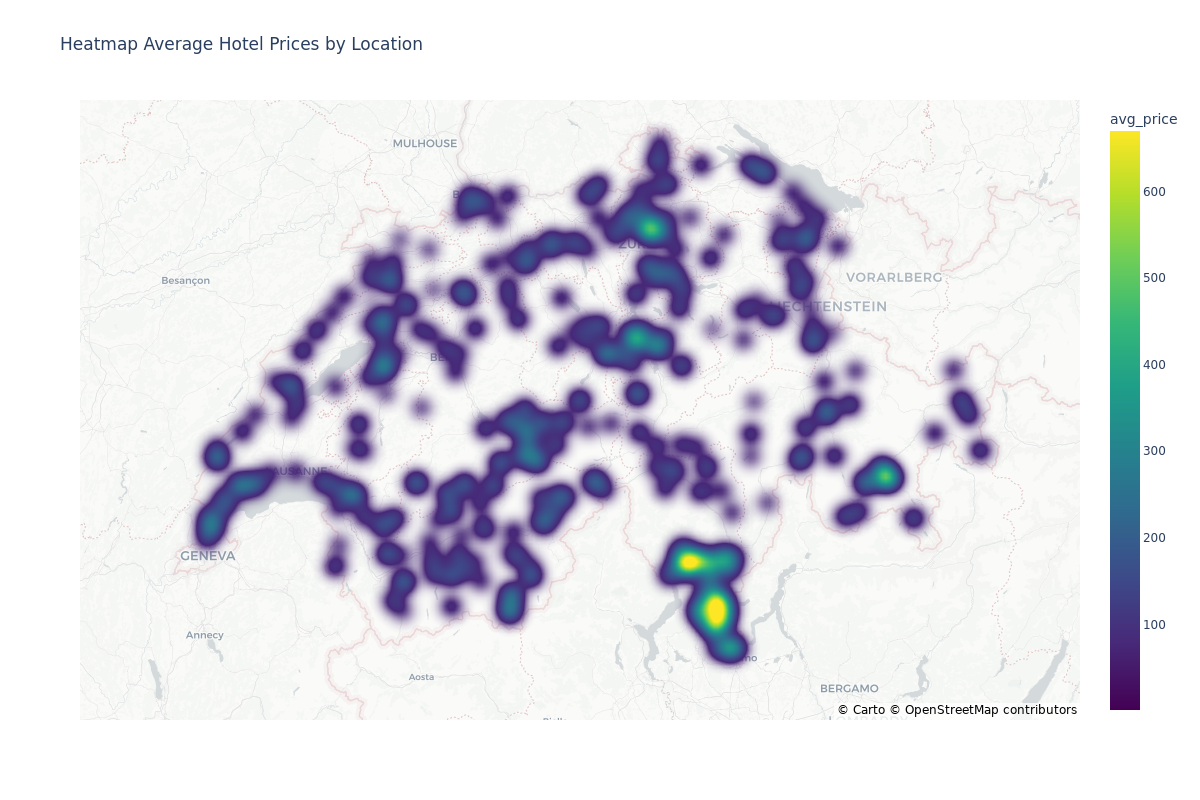 Heatmap Average Hotel Prices by Location
avg_price
MULHOUSE
600
Besançon
VORARLBERG
500
400
300
GENEVA
200
Annecy
100
Aosta
BERGAMO
© Carto © OpenStreetMap contributors